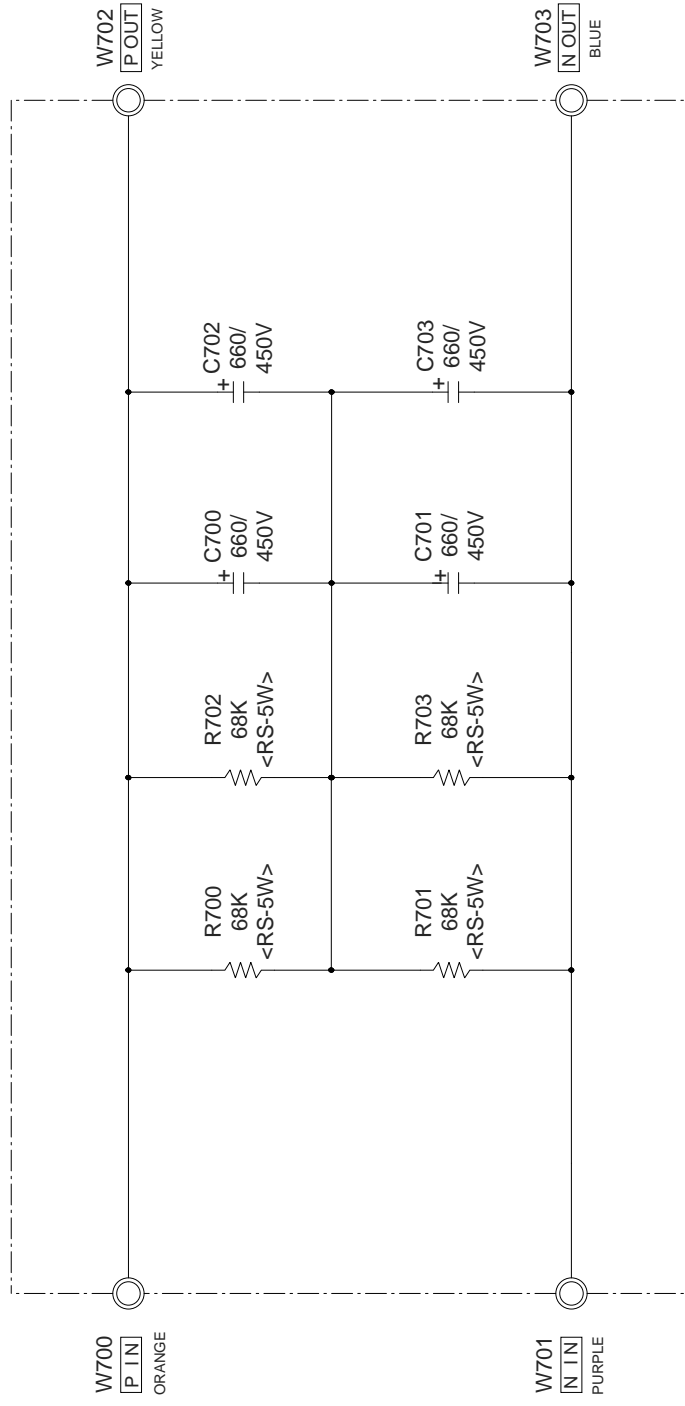 W700
P IN
ORANGE
W701
N IN
PURPLE
R700
68K
<RS-5W>
R701
68K
<RS-5W>
R702
68K
<RS-5W>
R703
68K
<RS-5W>
+
C700
660/
450V
+
C701
660/
450V
+
C702
660/
450V
+
C703
660/
450V
W702
P OUT
YELLOW
W703
N OUT
BLUE